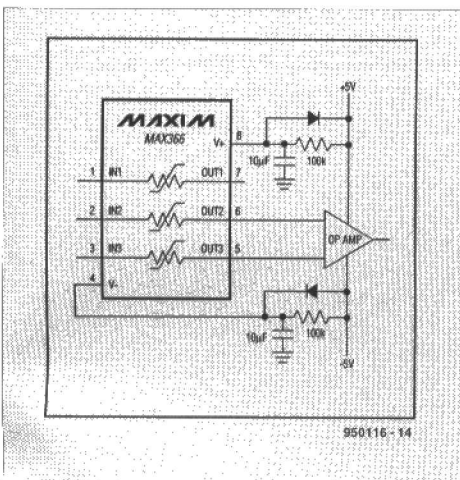 +5V
MAXIM
MAX366
V+
8
10µF
100k
1
IN1
OUT1
7
2
IN2
OUT2
6
OP AMP
3
IN3
OUT3
5
4
V-
10µF
100k
-5V
950116 - 14